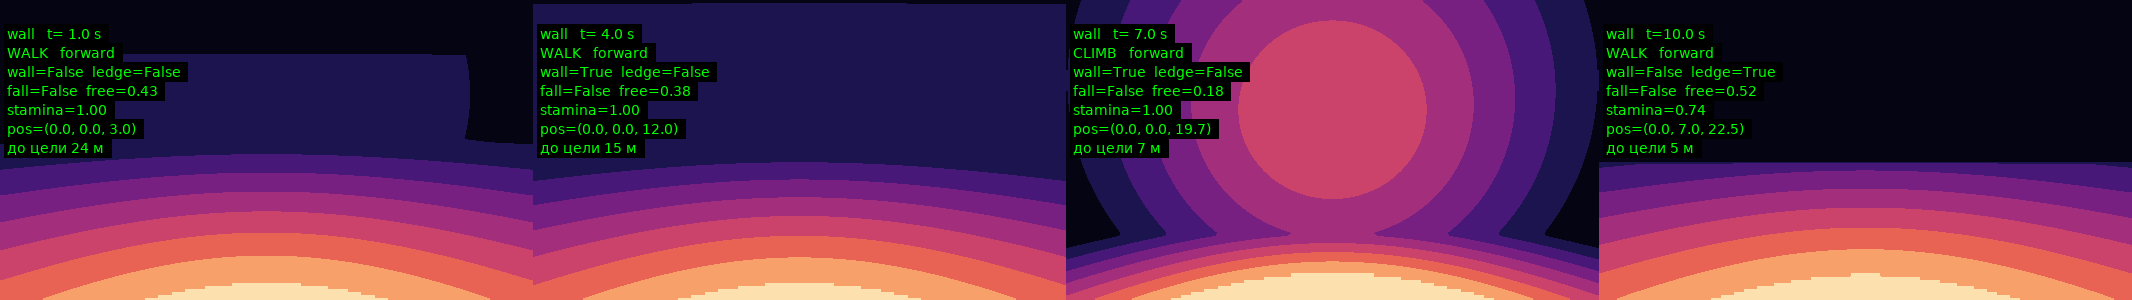 wall   t= 1.0 s
WALK   forward
wall=False  ledge=False
fall=False  free=0.43
stamina=1.00
pos=(0.0, 0.0, 3.0)
до цели 24 м
wall   t= 4.0 s
WALK   forward
wall=True  ledge=False
fall=False  free=0.38
stamina=1.00
pos=(0.0, 0.0, 12.0)
до цели 15 м
wall   t= 7.0 s
CLIMB   forward
wall=True  ledge=False
fall=False  free=0.18
stamina=1.00
pos=(0.0, 0.0, 19.7)
до цели 7 м
wall   t=10.0 s
WALK   forward
wall=False  ledge=True
fall=False  free=0.52
stamina=0.74
pos=(0.0, 7.0, 22.5)
до цели 5 м